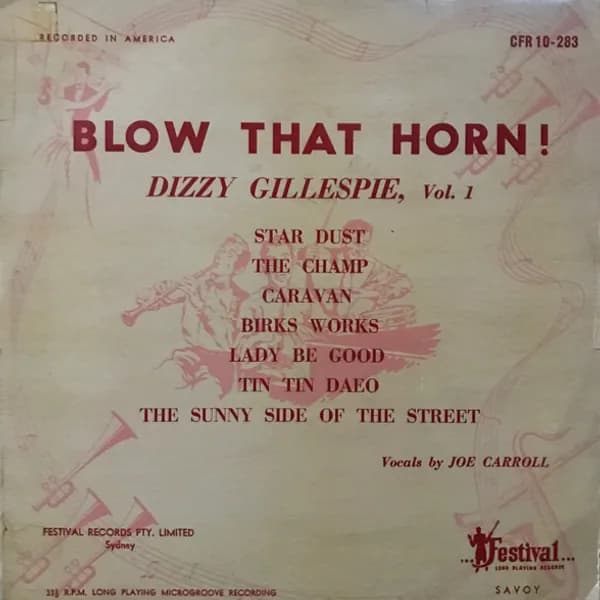 RECORDED IN AMERICA
CFR 10-283
BLOW THAT HORN!
DIZZY GILLESPIE, Vol. 1
STAR DUST
THE CHAMP
CARAVAN
BIRKS WORKS
LADY BE GOOD
TIN TIN DAEO
THE SUNNY SIDE OF THE STREET
Vocals by JOE CARROLL
FESTIVAL RECORDS PTY. LIMITED
Sydney
...Festival...
LONG PLAYING RECORDS
33⅓ R.P.M. LONG PLAYING MICROGROOVE RECORDING
SAVOY